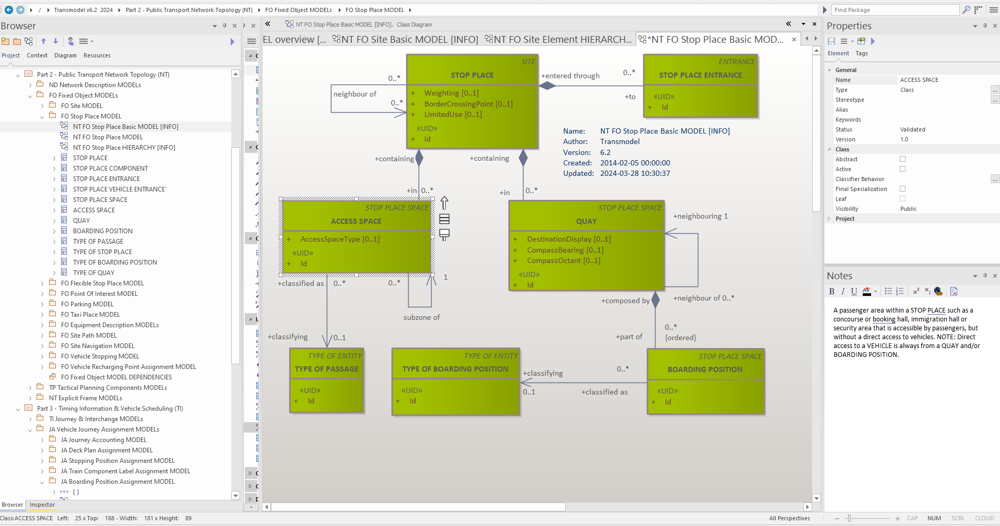 / Transmodel v6.2 2024 Part 2 - Public Transport Network Topology (NT) FO Fixed Object MODELs FO Stop Place MODEL
Find Package
Browser
Project Context Diagram Resources
Part 2 - Public Transport Network Topology (NT)
ND Network Description MODELs
FO Fixed Object MODELs
FO Site MODEL
FO Stop Place MODEL
NT FO Stop Place Basic MODEL [INFO]
NT FO Stop Place MODEL
NT FO Stop Place HIERARCHY [INFO]
STOP PLACE
STOP PLACE COMPONENT
STOP PLACE ENTRANCE
STOP PLACE VEHICLE ENTRANCE`
STOP PLACE SPACE
ACCESS SPACE
QUAY
BOARDING POSITION
TYPE OF PASSAGE
TYPE OF STOP PLACE
TYPE OF BOARDING POSITION
TYPE OF QUAY
FO Flexible Stop Place MODEL
FO Point Of Interest MODEL
FO Parking MODEL
FO Taxi Place MODEL
FO Equipment Description MODELs
FO Site Path MODEL
FO Site Navigation MODEL
FO Vehicle Stopping MODEL
FO Vehicle Recharging Point Assignment MODEL
FO Fixed Object MODEL DEPENDENCIES
TP Tactical Planning Components MODELs
NT Explicit Frame MODELs
Part 3 - Timing Information & Vehicle Scheduling (TI)
TI Journey & Interchange MODELs
JA Vehicle Journey Assignment MODELs
JA Journey Accounting MODEL
JA Deck Plan Assignment MODEL
JA Stopping Position Assignment MODEL
JA Train Component Label Assignment MODEL
JA Boarding Position Assignment MODEL
{ }
Browser Inspector
NT FO Stop Place Basic MODEL [INFO]. Class Diagram
EL overview [... NT FO Site Basic MODEL [INFO] NT FO Site Element HIERARCH... *NT FO Stop Place Basic MOD...
SITE
STOP PLACE
+ Weighting [0..1]
+ BorderCrossingPoint [0..1]
+ LimitedUse [0..1]
«UID»
+ id
0..*
neighbour of
0..*
+entered through
0..*
+to
ENTRANCE
STOP PLACE ENTRANCE
«UID»
+ Id
Name: NT FO Stop Place Basic MODEL [INFO]
Author: Transmodel
Version: 6.2
Created: 2014-02-05 00:00:00
Updated: 2024-03-28 10:30:37
+containing
+in 0..*
+containing
+in
0..*
STOP PLACE SPACE
ACCESS SPACE
+ AccessSpaceType [0..1]
«UID»
+ Id
STOP PLACE SPACE
QUAY
+ DestinationDisplay [0..1]
+ CompassBearing [0..1]
+ CompassOctant [0..1]
«UID»
+ Id
+neighbouring 1
+neighbour of 0..*
+classified as 0..*
0..*
1
subzone of
+classifying
0..1
+composed by
0..*
+part of
{ordered}
TYPE OF ENTITY
TYPE OF PASSAGE
«UID»
+ Id
TYPE OF ENTITY
TYPE OF BOARDING POSITION
«UID»
+ Id
+classifying
0..1
0..*
+classified as
STOP PLACE SPACE
BOARDING POSITION
«UID»
+ Id
Properties
Element Tags
General
Name ACCESS SPACE
Type Class
...
Stereotype
...
Alias
Keywords
Status Validated
Version 1.0
Class
Abstract
Active
Classifier Behavior
...
Final Specialization
Leaf
Visibility Public
Project
Notes
B I U A x² x₂
A passenger area within a STOP PLACE such as a
concourse or booking hall, immigration hall or
security area that is accessible by passengers, but
without a direct access to vehicles. NOTE: Direct
access to a VEHICLE is always from a QUAY and/or
BOARDING POSITION.
Class:ACCESS SPACE Left: 25 x Top: 188 - Width: 181 x Height: 89
All Perspectives
CAP NUM SCRL CLOUD